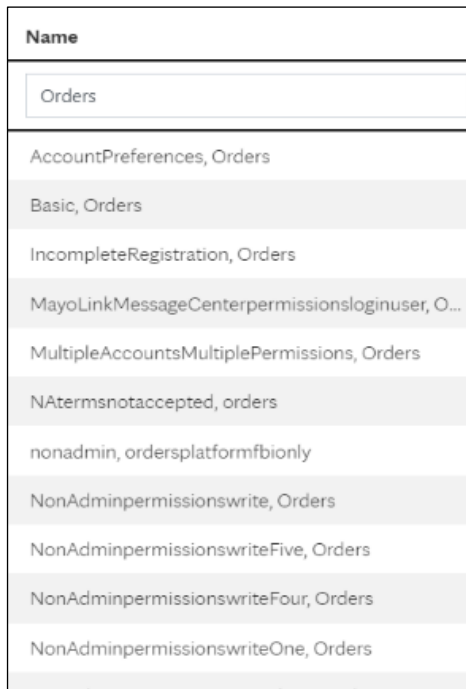 Name
Orders
AccountPreferences, Orders
Basic, Orders
IncompleteRegistration, Orders
MayoLinkMessageCenterpermissionsloginuser, O...
MultipleAccountsMultiplePermissions, Orders
NAtermsnotaccepted, orders
nonadmin, ordersplatformfbionly
NonAdminpermissionswrite, Orders
NonAdminpermissionswriteFive, Orders
NonAdminpermissionswriteFour, Orders
NonAdminpermissionswriteOne, Orders